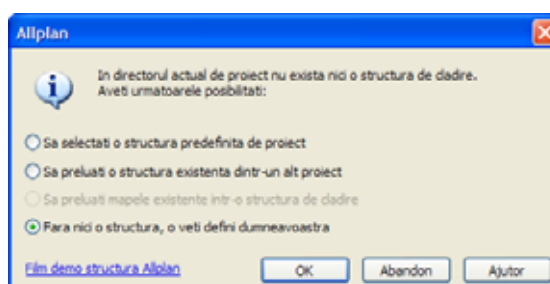 Allplan
In directorul actual de proiect nu exista nici o structura de cladire.
Aveti urmatoarele posbilitati:
Sa selectati o structura predefinita de proiect
Sa preluati o structura existenta dintr-un alt proiect
Sa preluati mapele existente intr-o structura de cladire
Fara nici o structura, o veti defini dumneavoastra
Film demo structura Allplan
OK
Abandon
Ajutor